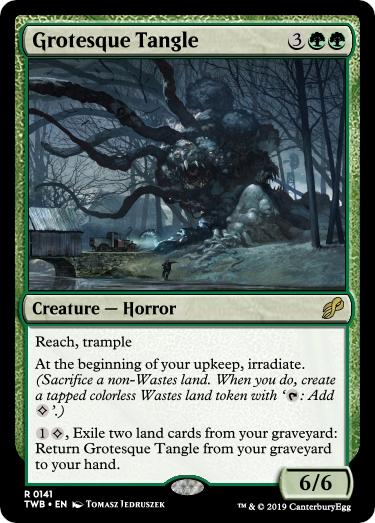 Grotesque Tangle 3
Creature — Horror
Reach, trample
At the beginning of your upkeep, irradiate.
(Sacrifice a non-Wastes land. When you do, create
a tapped colorless Wastes land token with ‘: Add
.’)
1, Exile two land cards from your graveyard:
Return Grotesque Tangle from your graveyard
to your hand.
6/6
R 0141
TWB • EN Tomasz Jedruszek
™ & © 2019 CanterburyEgg